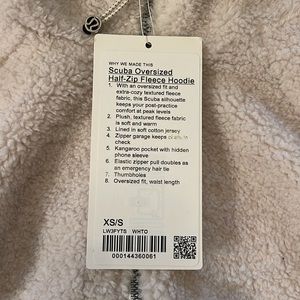 WHY WE MADE THIS
Scuba Oversized
Half-Zip Fleece Hoodie
1. With an oversized fit and
extra-cozy textured fleece
fabric, this Scuba silhouette
keeps your post-practice
comfort at peak levels
2. Plush, textured fleece fabric
is soft and warm
3. Lined in soft cotton jersey
4. Zipper garage keeps in
check
5. Kangaroo pocket with hidden
phone sleeve
6. Elastic zipper pull doubles as
an emergency hair tie
7. Thumbholes
8. Oversized fit, waist length
XS/S
LW3FYTS WHTO
000144360061